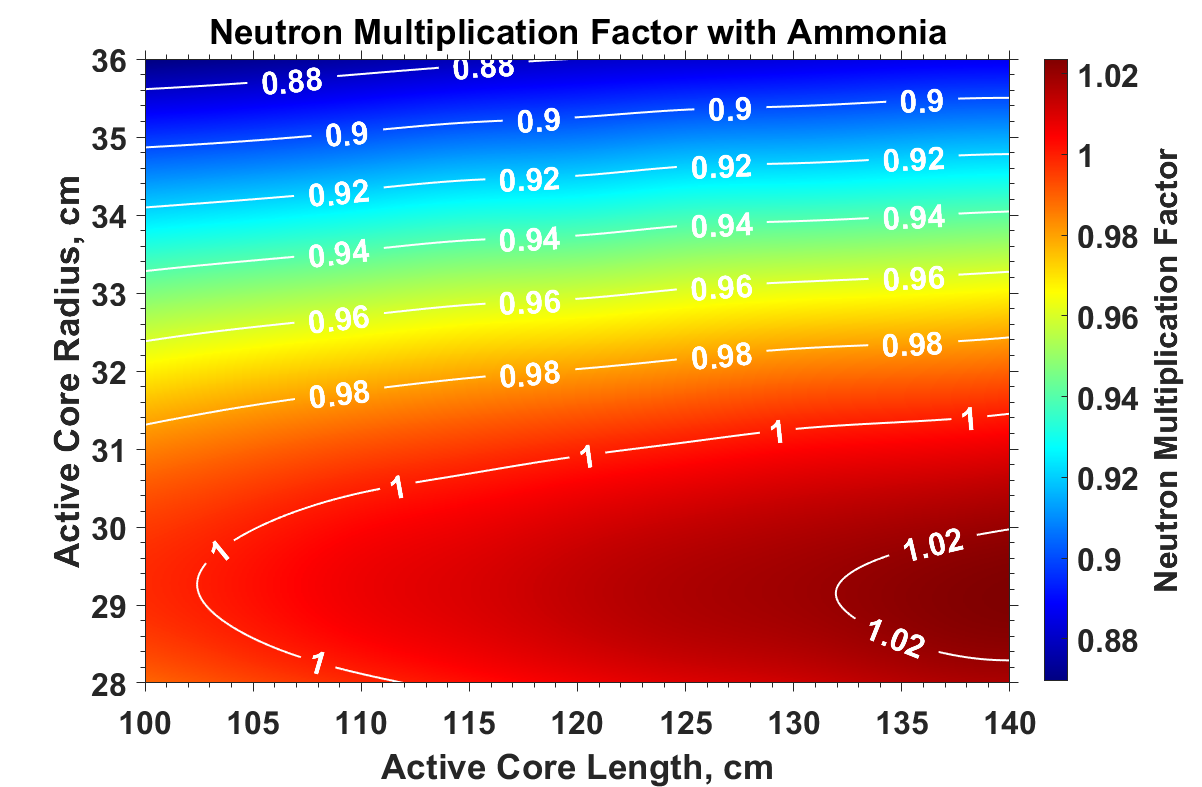 Neutron Multiplication Factor with Ammonia
36
35
34
33
32
31
30
29
28
Active Core Radius, cm
0.88 0.88
0.9 0.9 0.9 0.9
0.92 0.92 0.92 0.92
0.94 0.94 0.94 0.94
0.96 0.96 0.96 0.96
0.98 0.98 0.98 0.98
1 1 1 1 1 1
1.02
1.02
100 105 110 115 120 125 130 135 140
Active Core Length, cm
1.02
1
0.98
0.96
0.94
0.92
0.9
0.88
Neutron Multiplication Factor